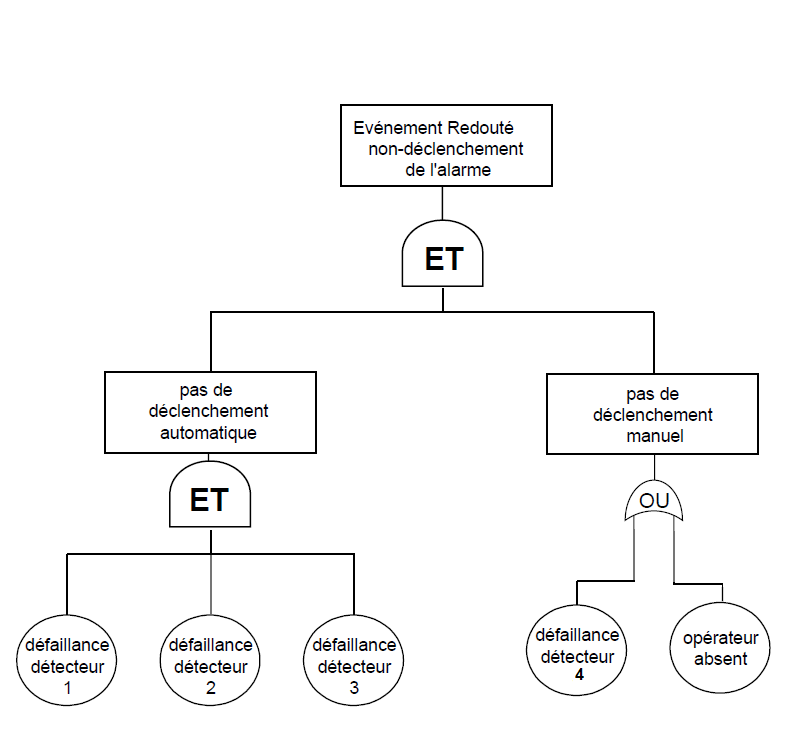 Evénement Redouté
non-déclenchement
de l'alarme
ET
pas de
déclenchement
automatique
pas de
déclenchement
manuel
ET
OU
défaillance
détecteur
1
défaillance
détecteur
2
défaillance
détecteur
3
défaillance
détecteur
4
opérateur
absent